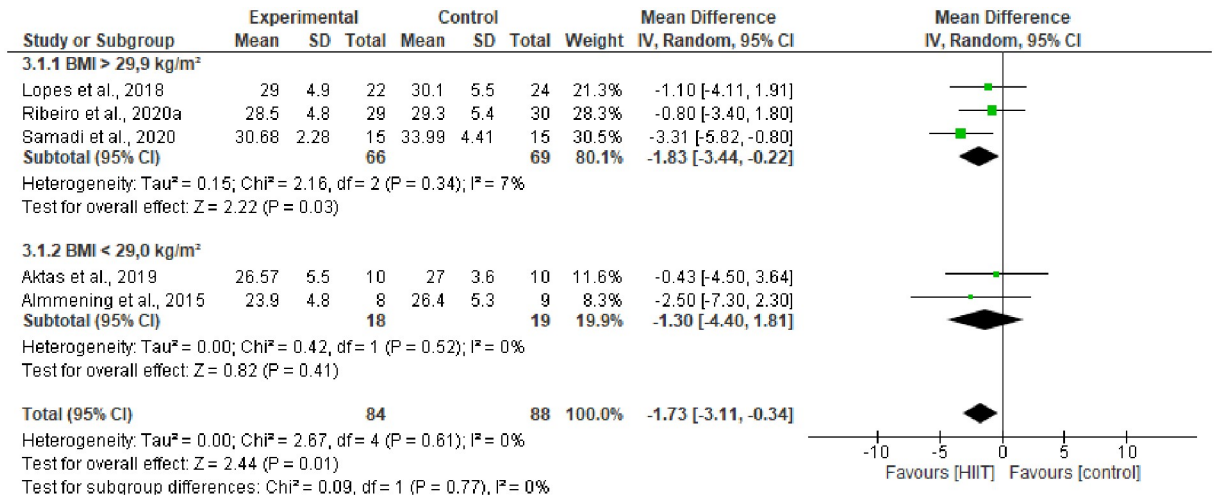 Experimental Control Mean Difference Mean Difference
Study or Subgroup Mean SD Total Mean SD Total Weight IV, Random, 95% CI IV, Random, 95% CI
3.1.1 BMI > 29,9 kg/m²
Lopes et al., 2018 29 4.9 22 30.1 5.5 24 21.3% -1.10 [-4.11, 1.91]
Ribeiro et al., 2020a 28.5 4.8 29 29.3 5.4 30 28.3% -0.80 [-3.40, 1.80]
Samadi et al., 2020 30.68 2.28 15 33.99 4.41 15 30.5% -3.31 [-5.82, -0.80]
Subtotal (95% CI) 66 69 80.1% -1.83 [-3.44, -0.22]
Heterogeneity: Tau² = 0.15; Chi² = 2.16, df = 2 (P = 0.34); I² = 7%
Test for overall effect: Z = 2.22 (P = 0.03)
3.1.2 BMI < 29,0 kg/m²
Aktas et al., 2019 26.57 5.5 10 27 3.6 10 11.6% -0.43 [-4.50, 3.64]
Almmening et al., 2015 23.9 4.8 8 26.4 5.3 9 8.3% -2.50 [-7.30, 2.30]
Subtotal (95% CI) 18 19 19.9% -1.30 [-4.40, 1.81]
Heterogeneity: Tau² = 0.00; Chi² = 0.42, df = 1 (P = 0.52); I² = 0%
Test for overall effect: Z = 0.82 (P = 0.41)
Total (95% CI) 84 88 100.0% -1.73 [-3.11, -0.34]
Heterogeneity: Tau² = 0.00; Chi² = 2.67, df = 4 (P = 0.61); I² = 0%
Test for overall effect: Z = 2.44 (P = 0.01)
Test for subgroup differences: Chi² = 0.09, df = 1 (P = 0.77), I² = 0%
-10 -5 0 5 10
Favours [HIIT] Favours [control]